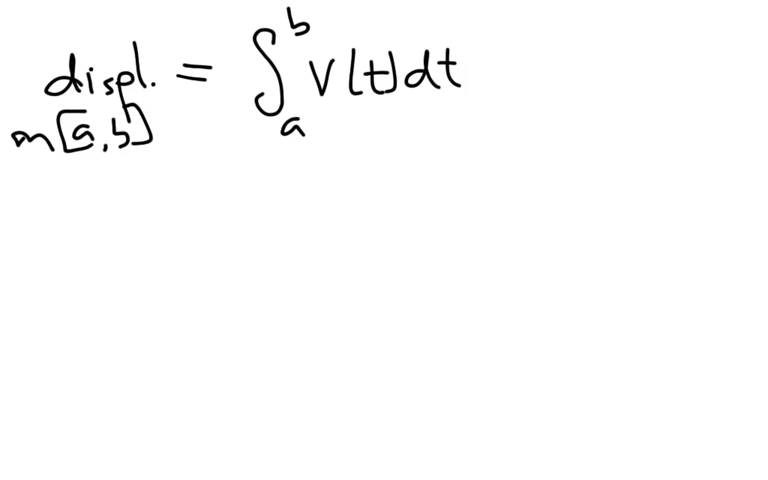 displ. = ∫_a^b v(t)dt
on [a,b]